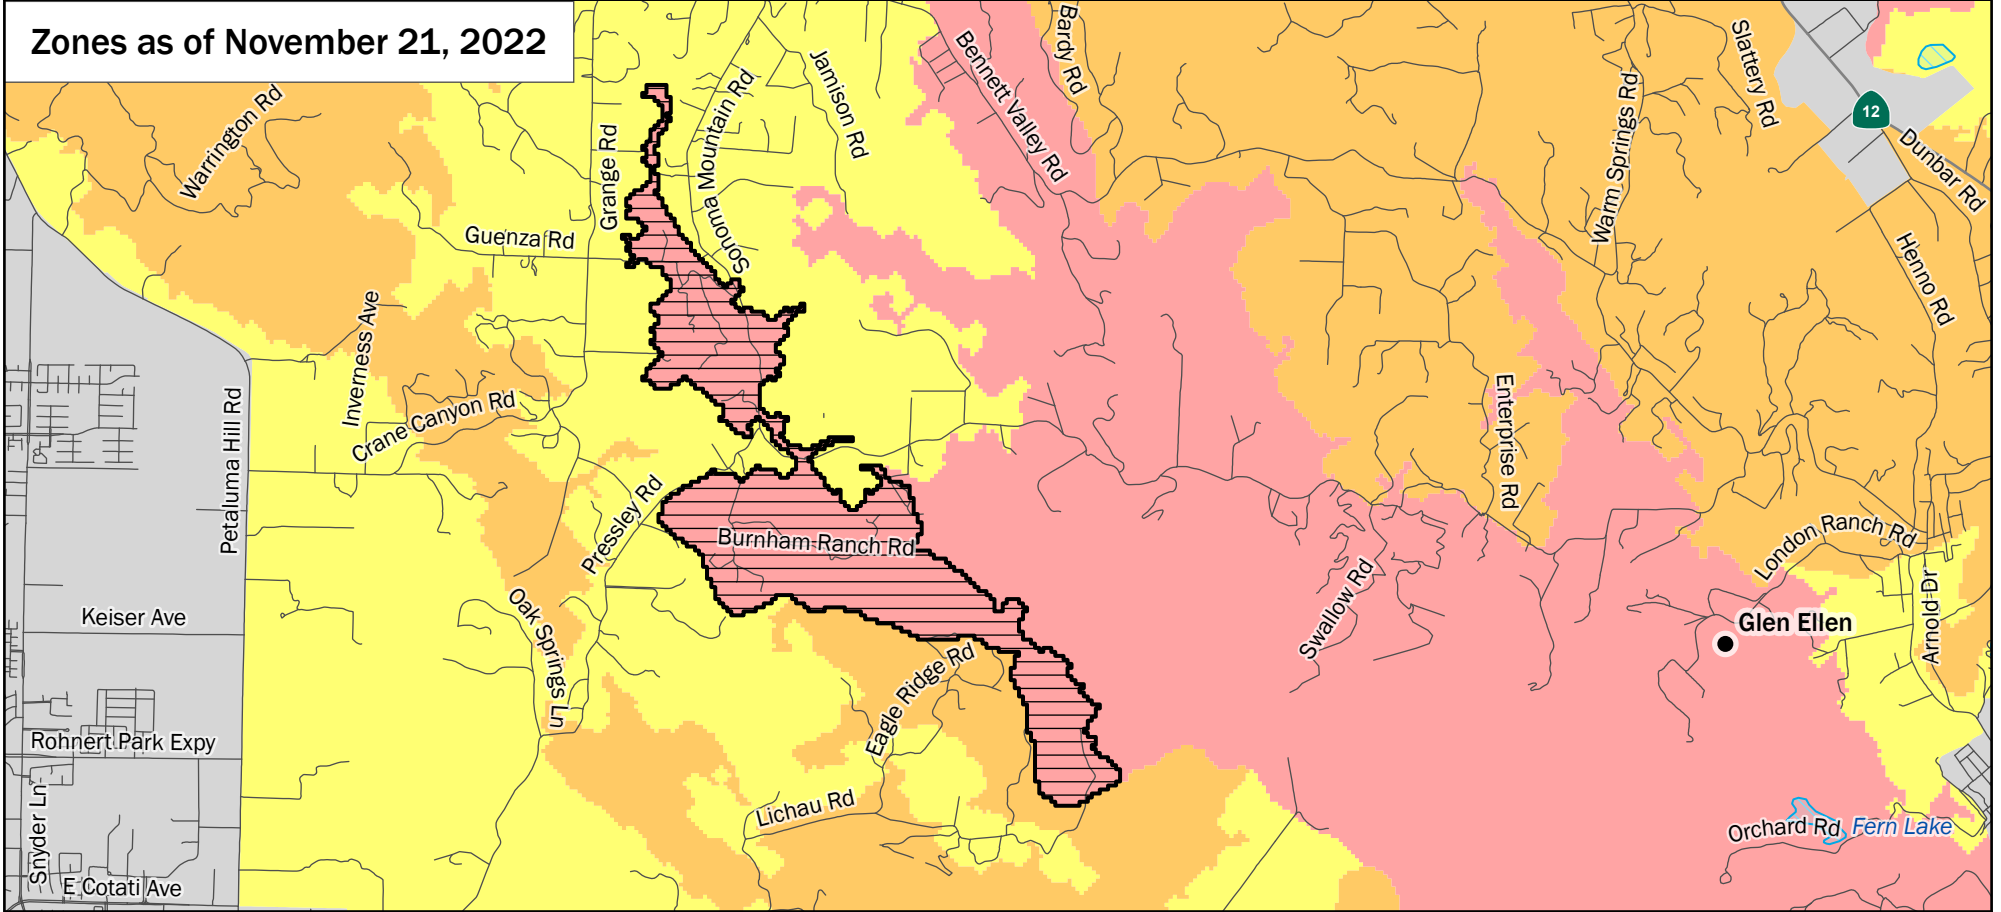 Zones as of November 21, 2022
Bardy Rd
Bennett Valley Rd
Slattery Rd
Jamison Rd
Sonoma Mountain Rd
Warrington Rd
Grange Rd
Warm Springs Rd
12
Dunbar Rd
Guenza Rd
Henno Rd
Inverness Ave
Crane Canyon Rd
Petaluma Hill Rd
Enterprise Rd
Pressley Rd
Burnham Ranch Rd
London Ranch Rd
Oak Springs Ln
Swallow Rd
Arnold Dr
Keiser Ave
Glen Ellen
Eagle Ridge Rd
Rohnert Park Expy
Lichau Rd
Snyder Ln
Orchard Rd
Fern Lake
E Cotati Ave